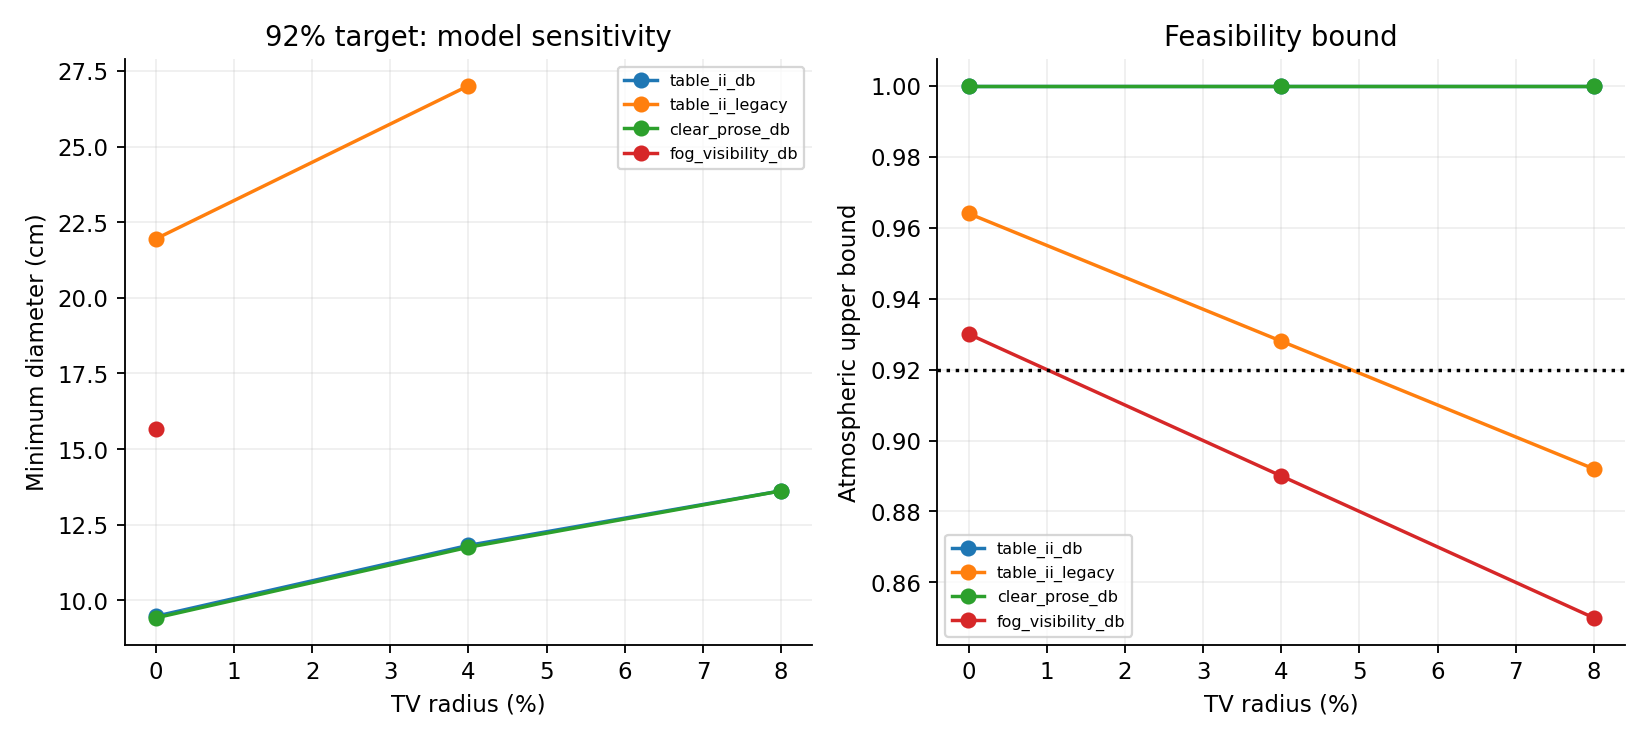 92% target: model sensitivity
27.5
25.0
22.5
20.0
17.5
15.0
12.5
10.0
Minimum diameter (cm)
table_ii_db
table_ii_legacy
clear_prose_db
fog_visibility_db
0 1 2 3 4 5 6 7 8
TV radius (%)
Feasibility bound
1.00
0.98
0.96
0.94
0.92
0.90
0.88
0.86
Atmospheric upper bound
table_ii_db
table_ii_legacy
clear_prose_db
fog_visibility_db
0 1 2 3 4 5 6 7 8
TV radius (%)